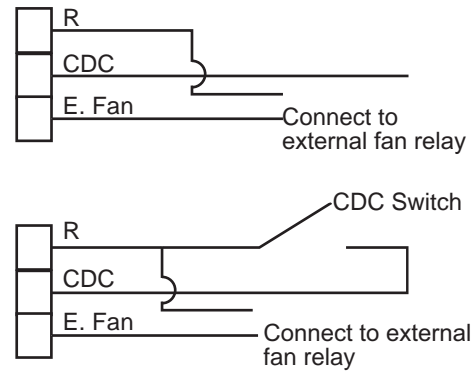 R
CDC
E. Fan
Connect to
external fan relay
CDC Switch
R
CDC
E. Fan
Connect to external
fan relay